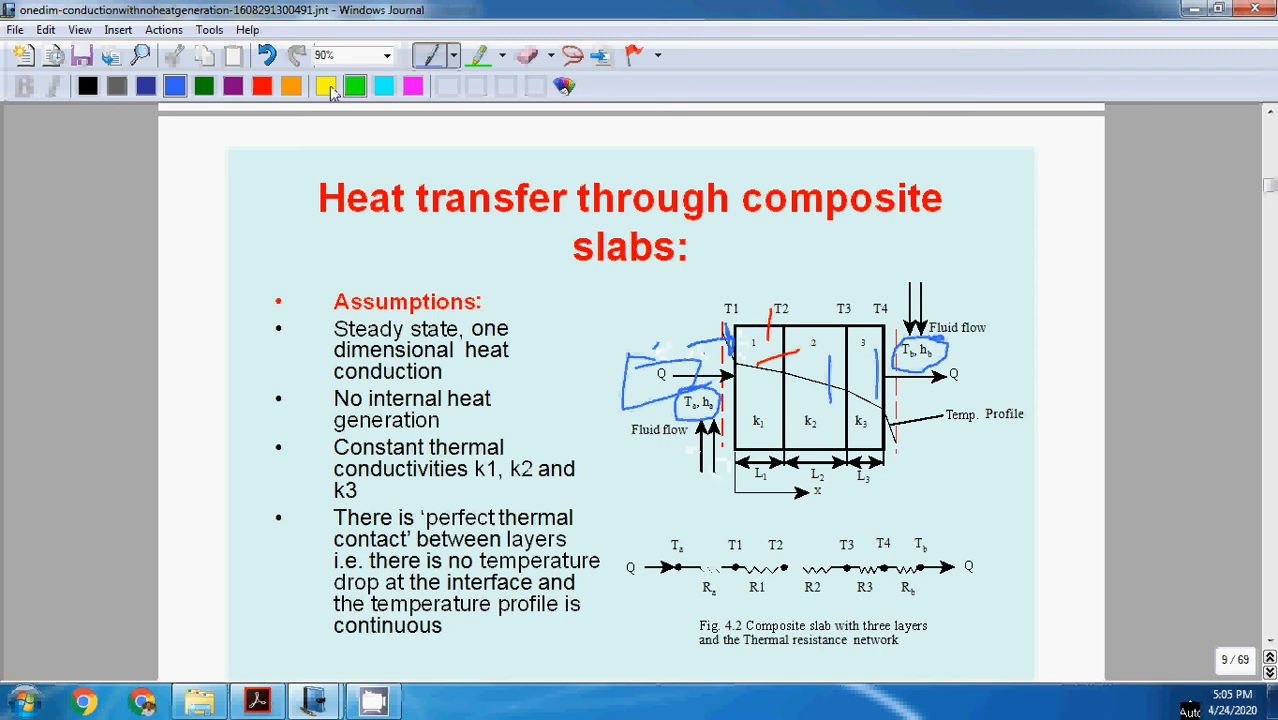 onedim-conductionwithnoheatgeneration-1608291300491.jnt - Windows Journal
File Edit View Insert Actions Tools Help
90%
Heat transfer through composite
slabs:
• Assumptions:
• Steady state, one
dimensional heat
conduction
• No internal heat
generation
• Constant thermal
conductivities k1, k2 and
k3
• There is ‘perfect thermal
contact’ between layers
i.e. there is no temperature
drop at the interface and
the temperature profile is
continuous
T1 T2 T3 T4
Fluid flow
1 2 3
Tb, hb
Q Q
Ta, ha
Fluid flow
k1 k2 k3
Temp. Profile
L1 L2 L3
x
Ta T1 T2 T3 T4 Tb
Q Q
Ra R1 R2 R3 Rb
Fig. 4.2 Composite slab with three layers
and the Thermal resistance network
9 / 69
5:05 PM
4/24/2020
Auto